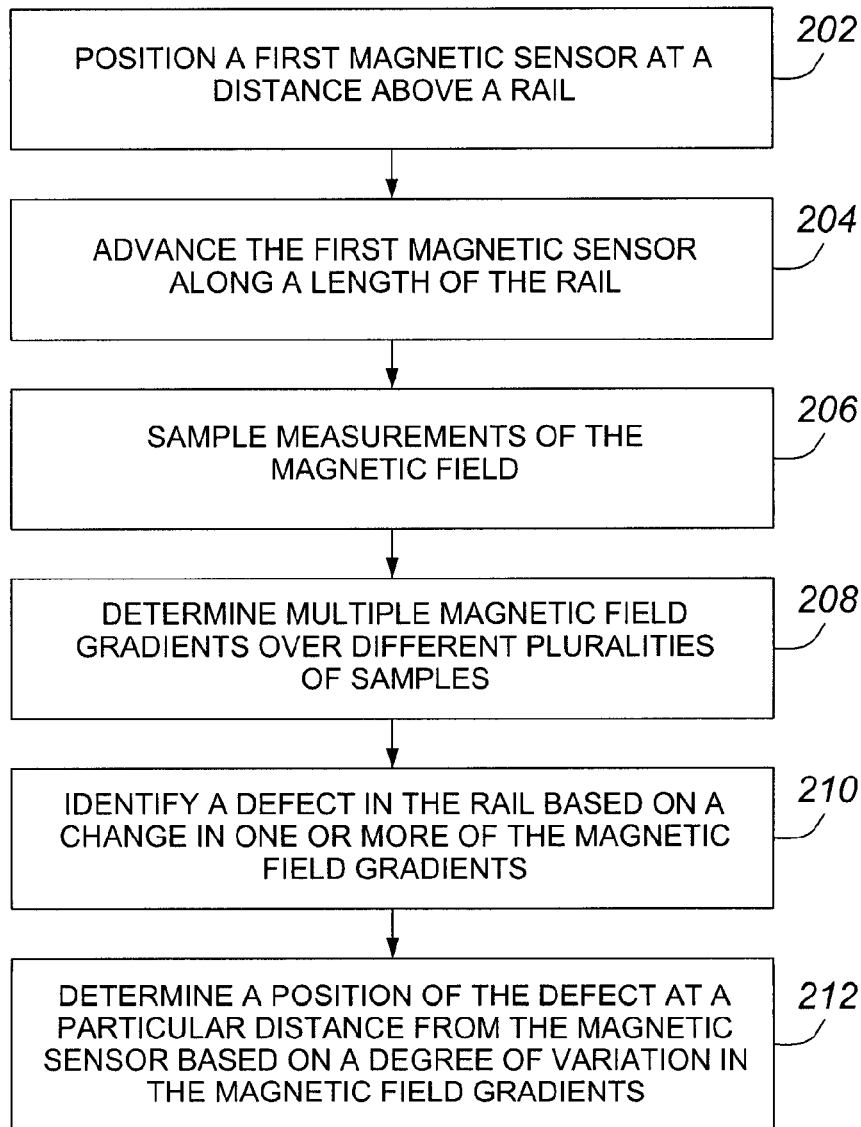 POSITION A FIRST MAGNETIC SENSOR AT A
DISTANCE ABOVE A RAIL
202
ADVANCE THE FIRST MAGNETIC SENSOR
ALONG A LENGTH OF THE RAIL
204
SAMPLE MEASUREMENTS OF THE
MAGNETIC FIELD
206
DETERMINE MULTIPLE MAGNETIC FIELD
GRADIENTS OVER DIFFERENT PLURALITIES
OF SAMPLES
208
IDENTIFY A DEFECT IN THE RAIL BASED ON A
CHANGE IN ONE OR MORE OF THE MAGNETIC
FIELD GRADIENTS
210
DETERMINE A POSITION OF THE DEFECT AT A
PARTICULAR DISTANCE FROM THE MAGNETIC
SENSOR BASED ON A DEGREE OF VARIATION IN
THE MAGNETIC FIELD GRADIENTS
212